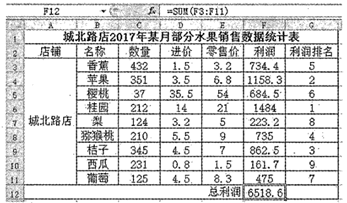 F12 fx =SUM(F3:F11)
A B C D E F G
1 城北路店2017年某月部分水果销售数据统计表
2 店铺 名称 数量 进价 零售价 利润 利润排名
3 香蕉 432 1.5 3.2 734.4 5
4 苹果 351 3.5 6.8 1158.3 2
5 樱桃 37 35.5 54 684.5 6
6 桂园 212 14 21 1484 1
7 城北路店 梨 124 3.2 5 223.2 8
8 猕猴桃 210 5.5 9 735 4
9 桔子 345 4.5 7 862.5 3
10 西瓜 231 0.8 1.5 161.7 9
11 葡萄 125 4.5 8.3 475 7
12 总利润 6518.6